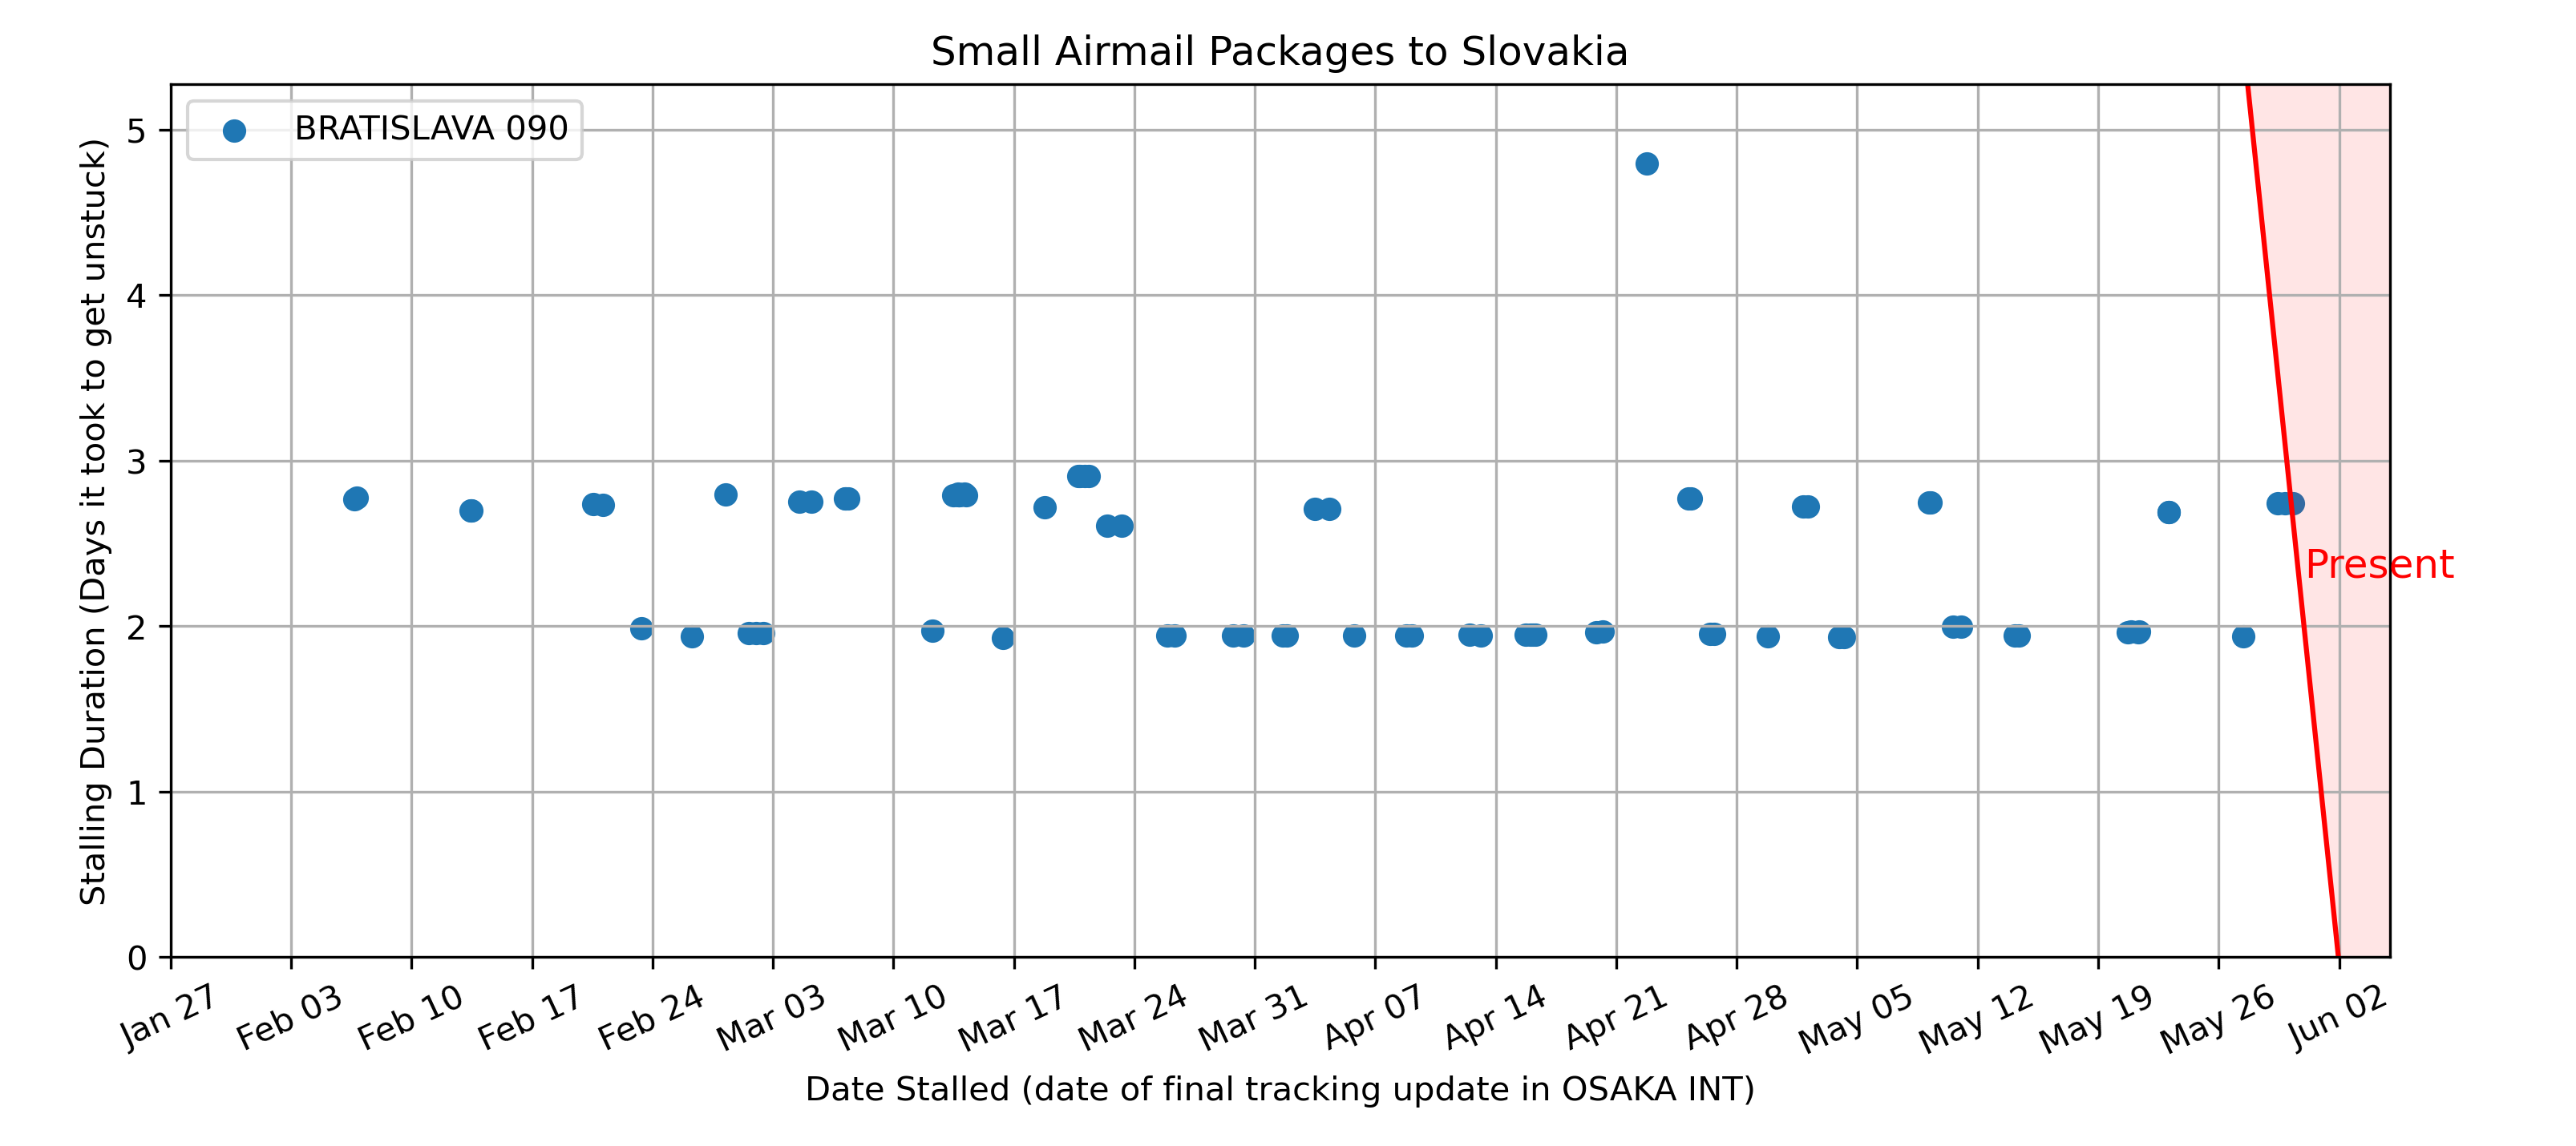 Small Airmail Packages to Slovakia
BRATISLAVA 090
Stalling Duration (Days it took to get unstuck)
5
4
3
2
1
0
Present
Jan 27
Feb 03
Feb 10
Feb 17
Feb 24
Mar 03
Mar 10
Mar 17
Mar 24
Mar 31
Apr 07
Apr 14
Apr 21
Apr 28
May 05
May 12
May 19
May 26
Jun 02
Date Stalled (date of final tracking update in OSAKA INT)